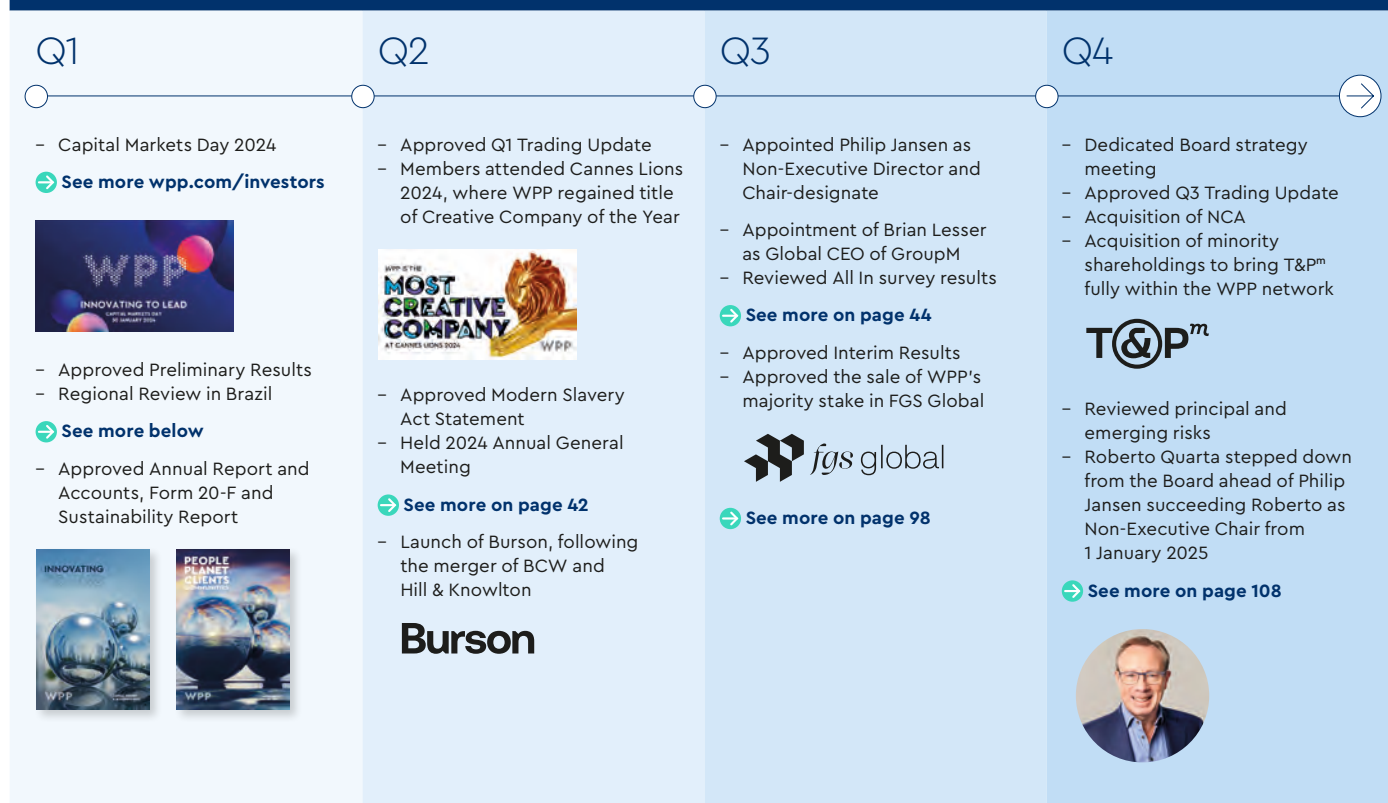 Q1
– Capital Markets Day 2024
See more wpp.com/investors
WPP
INNOVATING TO LEAD
CAPITAL MARKETS DAY
30 JANUARY 2024
– Approved Preliminary Results
– Regional Review in Brazil
See more below
– Approved Annual Report and
Accounts, Form 20-F and
Sustainability Report
INNOVATING
WPP
PEOPLE
PLANET
CLIENTS
WPP
Q2
– Approved Q1 Trading Update
– Members attended Cannes Lions
2024, where WPP regained title
of Creative Company of the Year
WPP IS THE
MOST
CREATIVE
COMPANY
AT CANNES LIONS 2024
WPP
– Approved Modern Slavery
Act Statement
– Held 2024 Annual General
Meeting
See more on page 42
– Launch of Burson, following
the merger of BCW and
Hill & Knowlton
Burson
Q3
– Appointed Philip Jansen as
Non-Executive Director and
Chair-designate
– Appointment of Brian Lesser
as Global CEO of GroupM
– Reviewed All In survey results
See more on page 44
– Approved Interim Results
– Approved the sale of WPP's
majority stake in FGS Global
fgs global
See more on page 98
Q4
– Dedicated Board strategy
meeting
– Approved Q3 Trading Update
– Acquisition of NCA
– Acquisition of minority
shareholdings to bring T&Pᵐ
fully within the WPP network
T&Pᵐ
– Reviewed principal and
emerging risks
– Roberto Quarta stepped down
from the Board ahead of Philip
Jansen succeeding Roberto as
Non-Executive Chair from
1 January 2025
See more on page 108